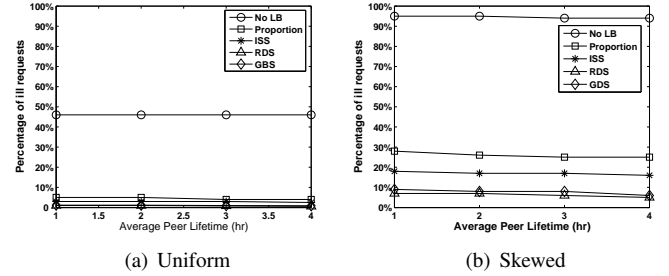 100%
90%
80%
70%
60%
50%
40%
30%
20%
10%
0
Percentage of ill requests
No LB
Proportion
ISS
RDS
GBS
1 1.5 2 2.5 3 3.5 4
Average Peer Lifetime (hr)
(a) Uniform
100%
90%
80%
70%
60%
50%
40%
30%
20%
10%
0%
Percentage of ill requests
No LB
Proportion
ISS
RDS
GDS
1 2 3 4
Average Peer Lifetime (hr)
(b) Skewed